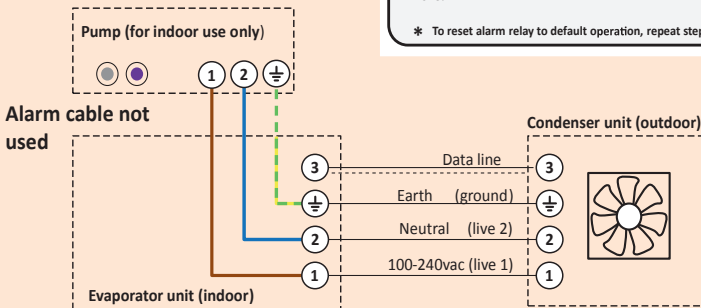 * To reset alarm relay to default operation, repeat step
Pump (for indoor use only)
1 2
Alarm cable not
used
Condenser unit (outdoor)
3 Data line 3
Earth (ground)
2 Neutral (live 2) 2
1 100-240vac (live 1) 1
Evaporator unit (indoor)